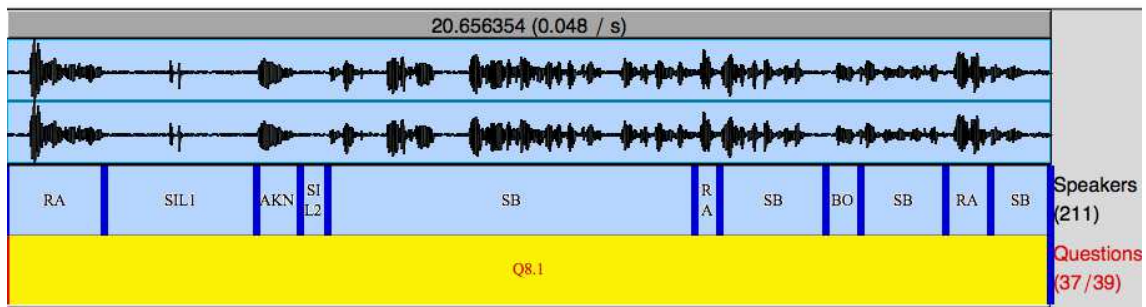 20.656354 (0.048 / s)
RA
SIL1
AKN
SI
L2
SB
R
A
SB
BO
SB
RA
SB
Speakers
(211)
Q8.1
Questions
(37/39)